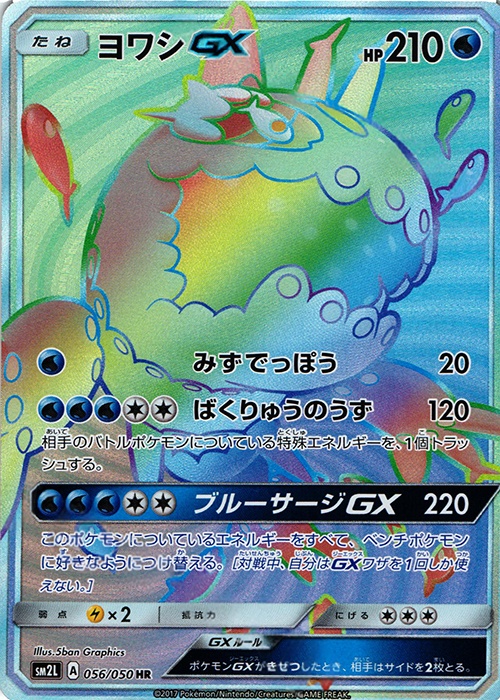 たね ヨワシGX HP210
みずでっぽう 20
ばくりゅうのうず 120
相手のバトルポケモンについている特殊エネルギーを、1個トラッ
シュする。
ブルーサージGX 220
このポケモンについているエネルギーをすべて、ベンチポケモン
に好きなようにつけ替える。[対戦中、自分はGXワザを1回しか使
えない。]
弱点 ×2 抵抗力 にげる
Illus.5ban Graphics
GXルール
SM2L A 056/050 HR
ポケモンGXがきぜつしたとき、相手はサイドを2枚とる。
©2017 Pokémon/Nintendo/Creatures/GAME FREAK.